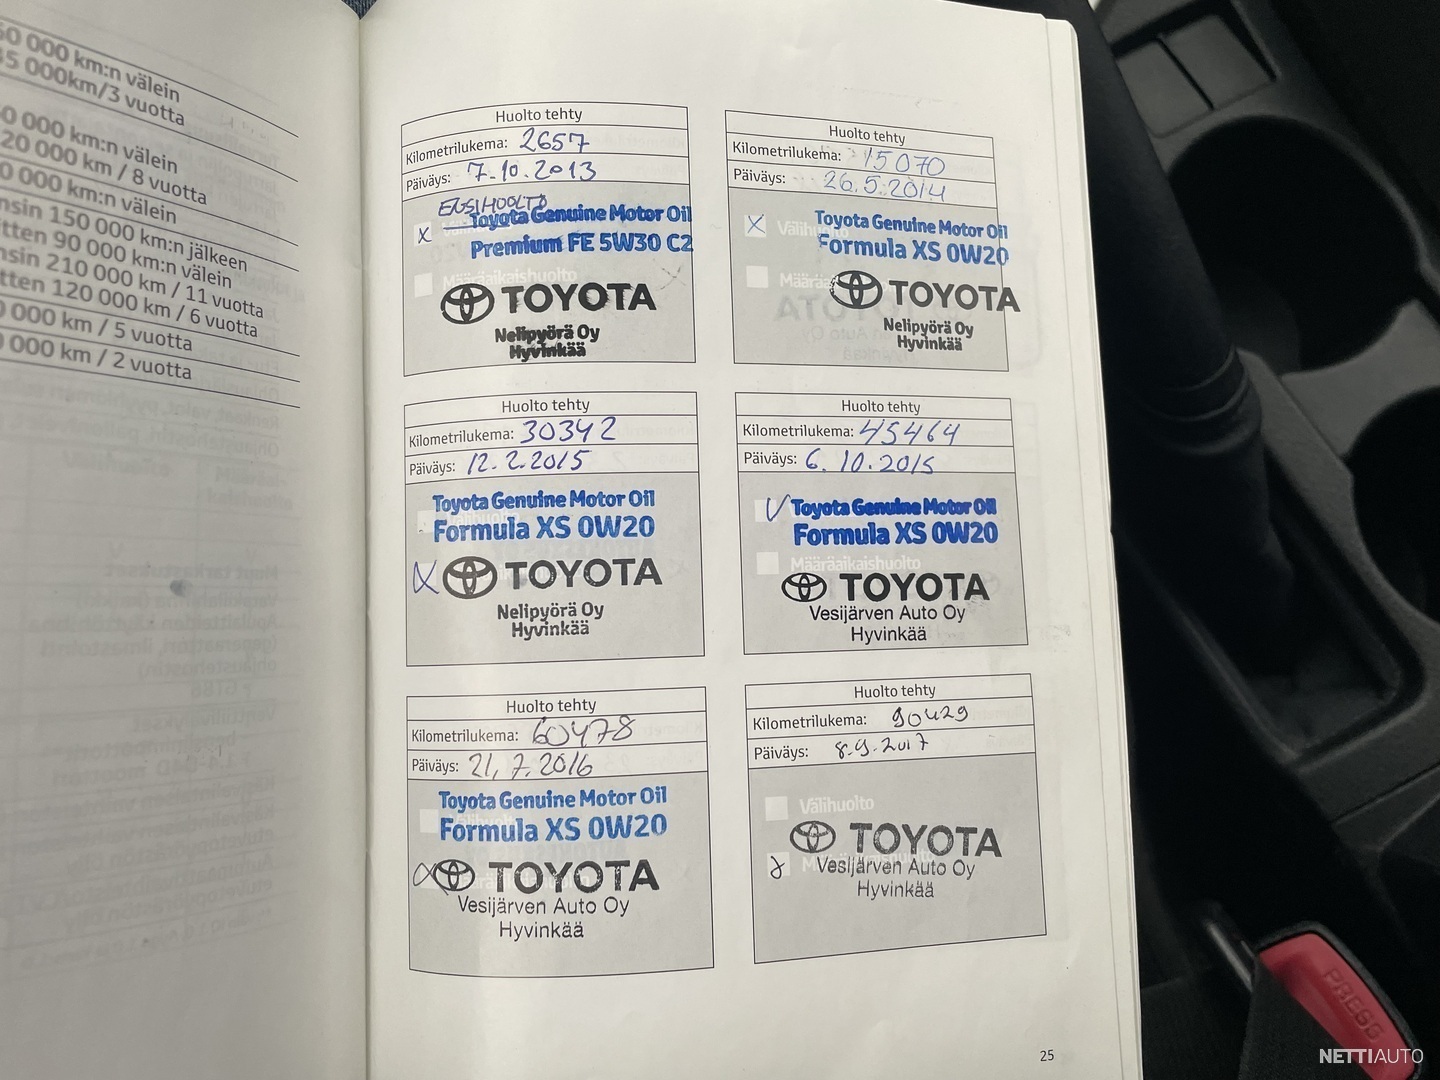 000 km:n välein
5 000km/3 vuotta
000 km:n välein
20 000 km / 8 vuotta
000 km:n välein
nsin 150 000 km:n jälkeen
itten 90 000 km:n välein
nsin 210 000 km / 11 vuotta
tten 120 000 km / 6 vuotta
000 km / 5 vuotta
000 km / 2 vuotta
Huolto tehty
Kilometrilukema: 2657
Päiväys: 7.10.2013
ENSIHUOLTO
X Toyota Genuine Motor Oil
Premium FE 5W30 C2
Määräaikaishuolto
TOYOTA
Nelipyörä Oy
Hyvinkää
Huolto tehty
Kilometrilukema: 15070
Päiväys: 26.5.2014
X Välihuolto Toyota Genuine Motor Oil
Formula XS 0W20
TOYOTA
Nelipyörä Oy
Hyvinkää
Huolto tehty
Kilometrilukema: 30342
Päiväys: 12.2.2015
Toyota Genuine Motor Oil
Formula XS 0W20
X TOYOTA
Nelipyörä Oy
Hyvinkää
Huolto tehty
Kilometrilukema: 45464
Päiväys: 6.10.2015
Toyota Genuine Motor Oil
Formula XS 0W20
Määräaikaishuolto
TOYOTA
Vesijärven Auto Oy
Hyvinkää
Huolto tehty
Kilometrilukema: 60478
Päiväys: 21.7.2016
Toyota Genuine Motor Oil
Formula XS 0W20
TOYOTA
Vesijärven Auto Oy
Hyvinkää
Huolto tehty
Kilometrilukema: 90429
Päiväys: 8.9.2017
Välihuolto
TOYOTA
Vesijärven Auto Oy
Hyvinkää
25
PRESS
NETTIAUTO